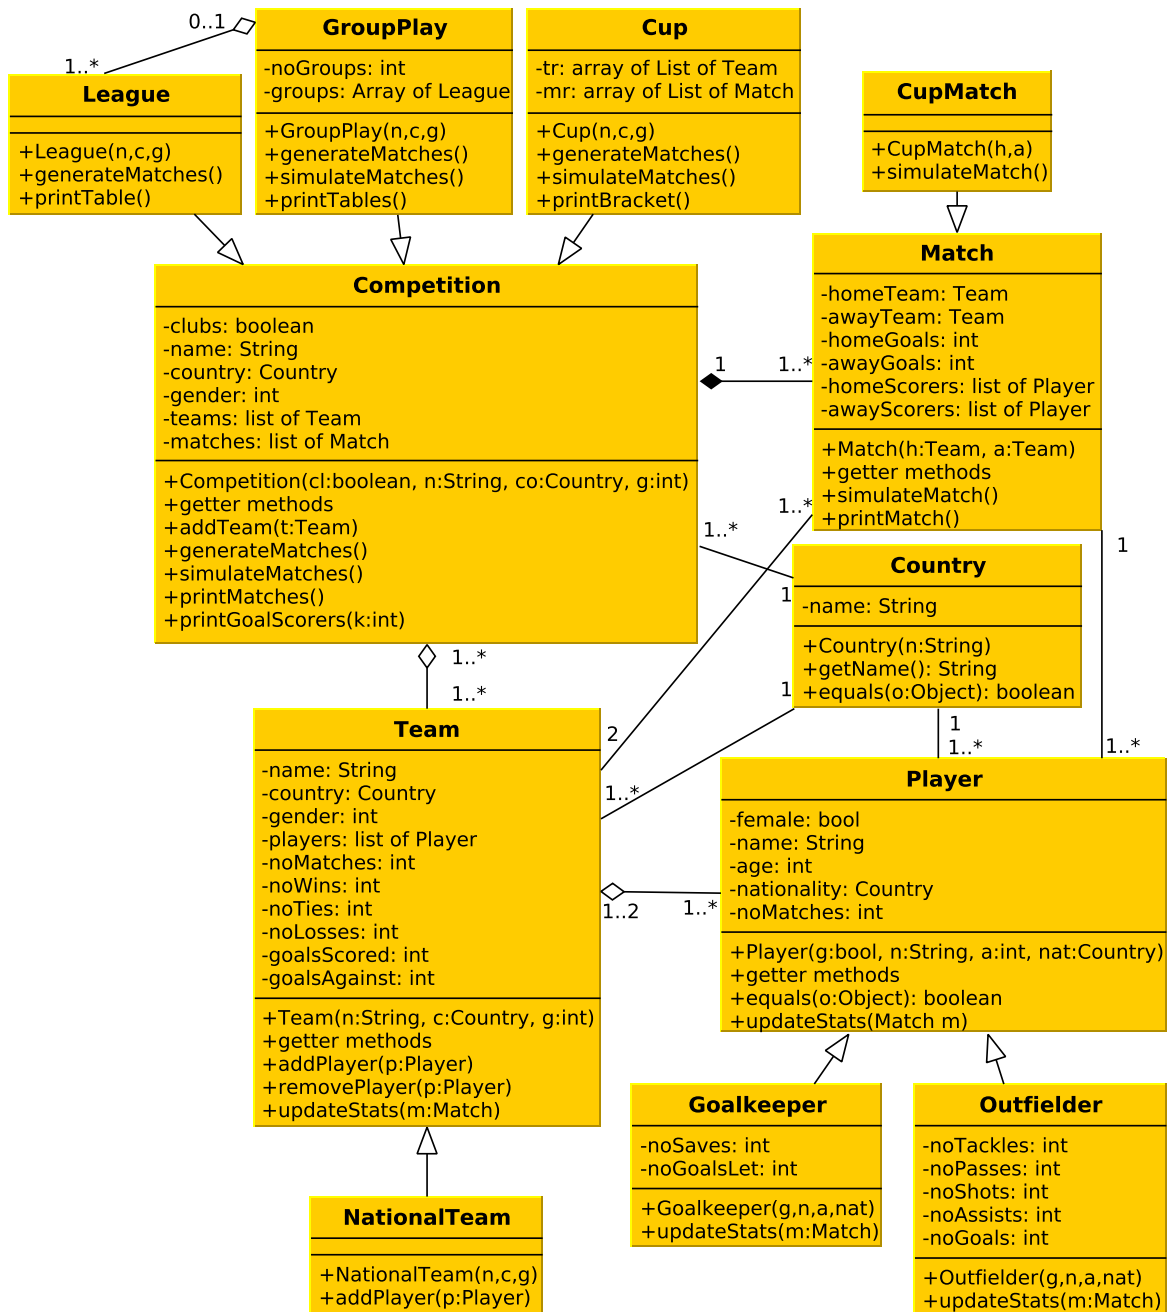 0..1
1..*
GroupPlay
-noGroups: int
-groups: Array of League
+GroupPlay(n,c,g)
+generateMatches()
+simulateMatches()
+printTables()
Cup
-tr: array of List of Team
-mr: array of List of Match
+Cup(n,c,g)
+generateMatches()
+simulateMatches()
+printBracket()
League
+League(n,c,g)
+generateMatches()
+printTable()
CupMatch
+CupMatch(h,a)
+simulateMatch()
Competition
-clubs: boolean
-name: String
-country: Country
-gender: int
-teams: list of Team
-matches: list of Match
+Competition(cl:boolean, n:String, co:Country, g:int)
+getter methods
+addTeam(t:Team)
+generateMatches()
+simulateMatches()
+printMatches()
+printGoalScorers(k:int)
1
1..*
Match
-homeTeam: Team
-awayTeam: Team
-homeGoals: int
-awayGoals: int
-homeScorers: list of Player
-awayScorers: list of Player
+Match(h:Team, a:Team)
+getter methods
+simulateMatch()
+printMatch()
1..*
1..*
1
1
Country
-name: String
+Country(n:String)
+getName(): String
+equals(o:Object): boolean
1
1..*
1..*
2
1..*
1
1..*
1..*
Team
-name: String
-country: Country
-gender: int
-players: list of Player
-noMatches: int
-noWins: int
-noTies: int
-noLosses: int
-goalsScored: int
-goalsAgainst: int
+Team(n:String, c:Country, g:int)
+getter methods
+addPlayer(p:Player)
+removePlayer(p:Player)
+updateStats(m:Match)
1..2
1..*
Player
-female: bool
-name: String
-age: int
-nationality: Country
-noMatches: int
+Player(g:bool, n:String, a:int, nat:Country)
+getter methods
+equals(o:Object): boolean
+updateStats(Match m)
Goalkeeper
-noSaves: int
-noGoalsLet: int
+Goalkeeper(g,n,a,nat)
+updateStats(m:Match)
Outfielder
-noTackles: int
-noPasses: int
-noShots: int
-noAssists: int
-noGoals: int
+Outfielder(g,n,a,nat)
+updateStats(m:Match)
NationalTeam
+NationalTeam(n,c,g)
+addPlayer(p:Player)